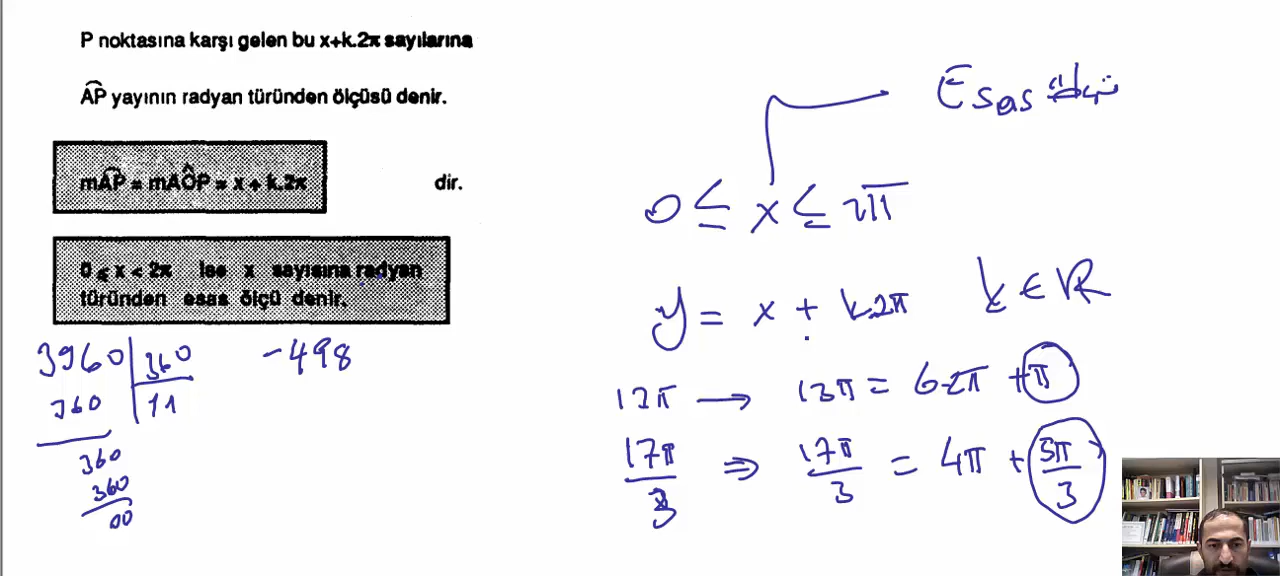 P noktasına karşı gelen bu x+k.2π sayılarına
AP yayının radyan türünden ölçüsü denir.
mAP = mAOP = x + k.2π dir.
0 ≤ x < 2π ise x sayısına radyan
türünden esas ölçü denir.
3960 | 360
360 | 11
360
360
00
-498
Esas
0 ≤ x ≤ 2π
y = x + k.2π k ∈ R
13π → 13π = 6.2π + π
17π/3 ⇒ 17π/3 = 4π + 5π/3